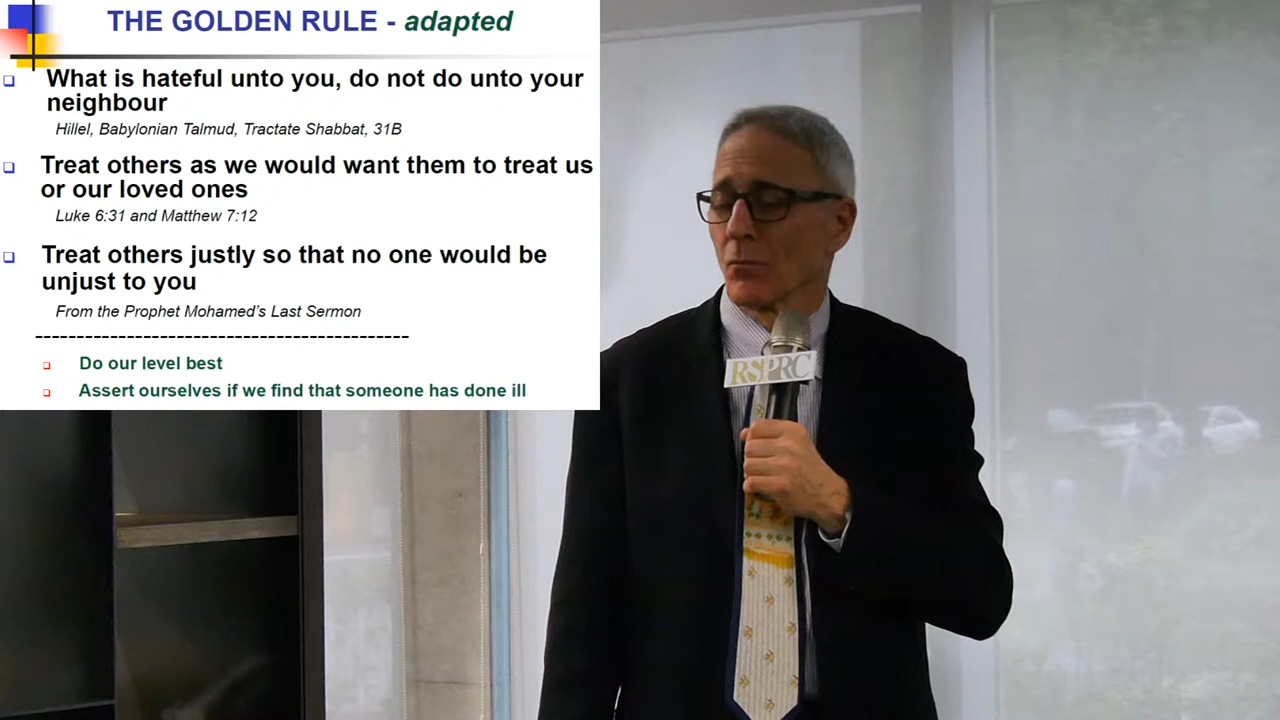 THE GOLDEN RULE - adapted
What is hateful unto you, do not do unto your
neighbour
Hillel, Babylonian Talmud, Tractate Shabbat, 31B
Treat others as we would want them to treat us
or our loved ones
Luke 6:31 and Matthew 7:12
Treat others justly so that no one would be
unjust to you
From the Prophet Mohamed's Last Sermon
Do our level best
Assert ourselves if we find that someone has done ill
RSPRC